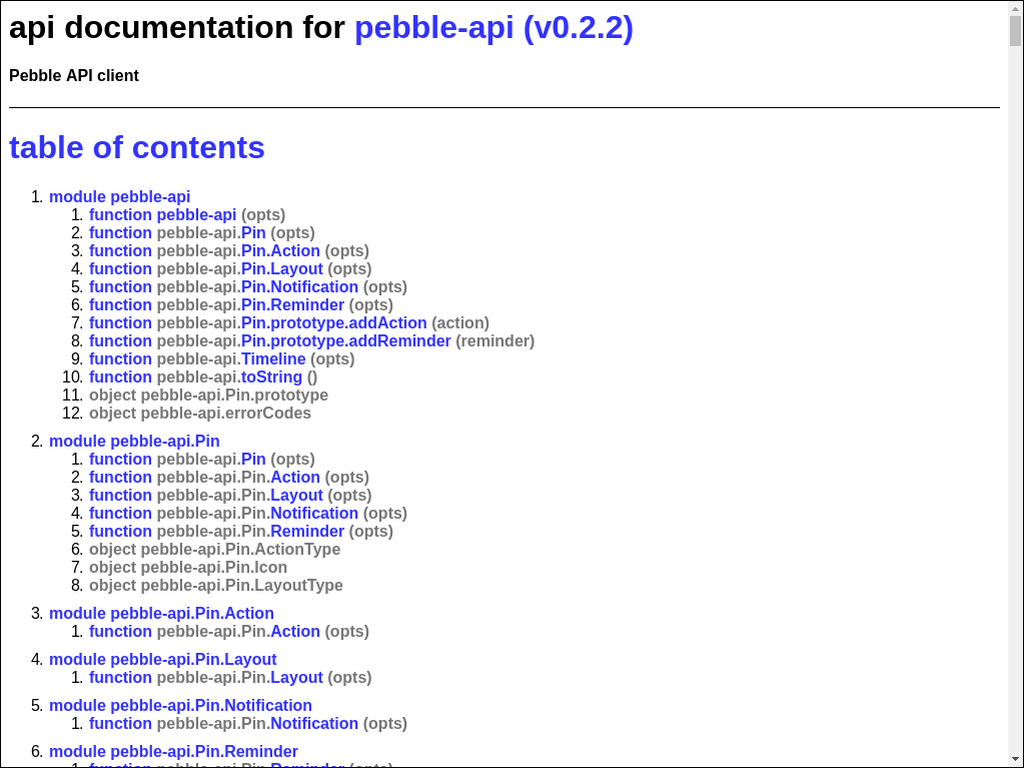 api documentation for pebble-api (v0.2.2)
Pebble API client
table of contents
1. module pebble-api
1. function pebble-api (opts)
2. function pebble-api.Pin (opts)
3. function pebble-api.Pin.Action (opts)
4. function pebble-api.Pin.Layout (opts)
5. function pebble-api.Pin.Notification (opts)
6. function pebble-api.Pin.Reminder (opts)
7. function pebble-api.Pin.prototype.addAction (action)
8. function pebble-api.Pin.prototype.addReminder (reminder)
9. function pebble-api.Timeline (opts)
10. function pebble-api.toString ()
11. object pebble-api.Pin.prototype
12. object pebble-api.errorCodes
2. module pebble-api.Pin
1. function pebble-api.Pin (opts)
2. function pebble-api.Pin.Action (opts)
3. function pebble-api.Pin.Layout (opts)
4. function pebble-api.Pin.Notification (opts)
5. function pebble-api.Pin.Reminder (opts)
6. object pebble-api.Pin.ActionType
7. object pebble-api.Pin.Icon
8. object pebble-api.Pin.LayoutType
3. module pebble-api.Pin.Action
1. function pebble-api.Pin.Action (opts)
4. module pebble-api.Pin.Layout
1. function pebble-api.Pin.Layout (opts)
5. module pebble-api.Pin.Notification
1. function pebble-api.Pin.Notification (opts)
6. module pebble-api.Pin.Reminder
1. function pebble-api.Pin.Reminder (opts)